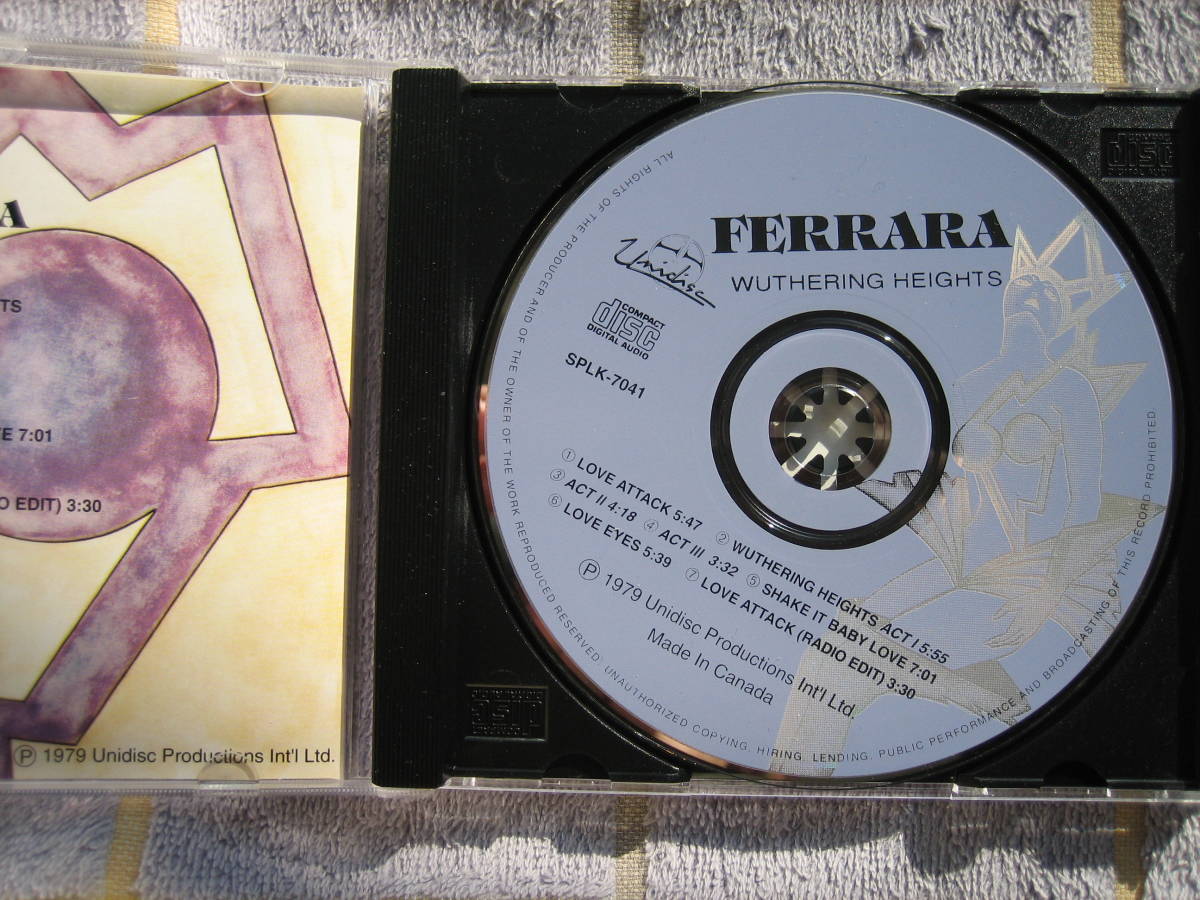 A
TS
E 7:01
O EDIT) 3:30
Ⓟ 1979 Unidisc Productions Int'l Ltd.
disc
FERRARA
WUTHERING HEIGHTS
Unidisc
COMPACT
disc
DIGITAL AUDIO
SPLK-7041
① LOVE ATTACK 5:47 ② WUTHERING HEIGHTS ACT I 5:55
③ ACT II 4:18 ④ ACT III 3:32 ⑤ SHAKE IT BABY LOVE 7:01
⑥ LOVE EYES 5:39 ⑦ LOVE ATTACK (RADIO EDIT) 3:30
Ⓟ 1979 Unidisc Productions Int'l Ltd.
Made In Canada
ALL RIGHTS OF THE PRODUCER AND OF THE OWNER OF THE WORK REPRODUCED RESERVED. UNAUTHORIZED COPYING, HIRING, LENDING, PUBLIC PERFORMANCE AND BROADCASTING OF THIS RECORD PROHIBITED.